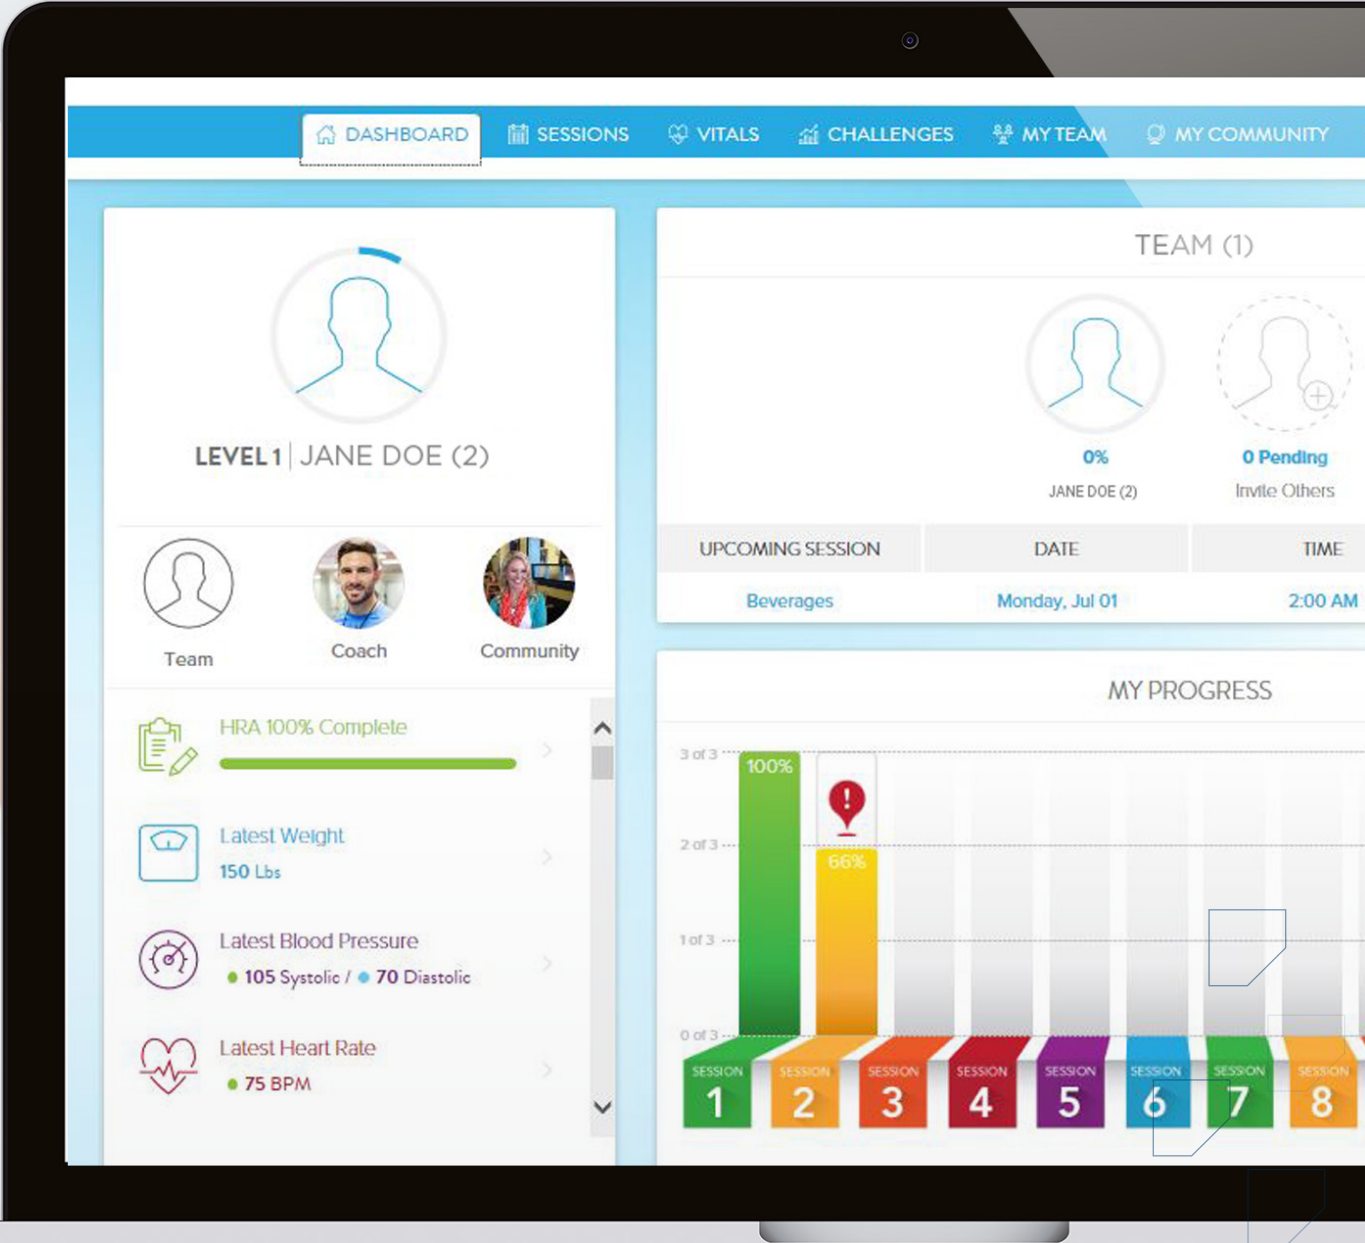 DASHBOARD
SESSIONS
VITALS
CHALLENGES
MY TEAM
MY COMMUNITY
LEVEL 1 | JANE DOE (2)
Team
Coach
Community
HRA 100% Complete
Latest Weight
150 Lbs
Latest Blood Pressure
105 Systolic / 70 Diastolic
Latest Heart Rate
75 BPM
TEAM (1)
0%
JANE DOE (2)
0 Pending
Invite Others
UPCOMING SESSION
DATE
TIME
Beverages
Monday, Jul 01
2:00 AM
MY PROGRESS
3 of 3
2 of 3
1 of 3
0 of 3
100%
!
66%
SESSION 1
SESSION 2
SESSION 3
SESSION 4
SESSION 5
SESSION 6
SESSION 7
SESSION 8